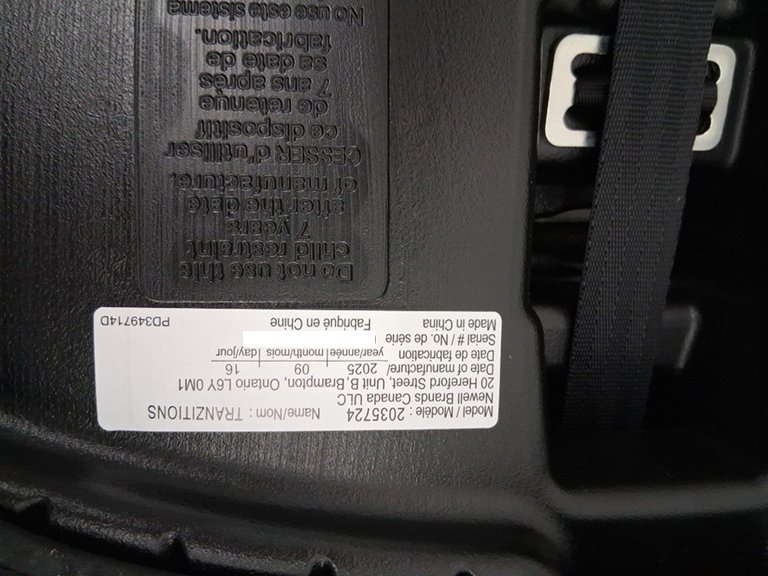 Model / Modèle : 2035724 Name/Nom : TRANZITIONS
Newell Brands Canada ULC
20 Hereford Street, Unit B, Brampton, Ontario L6Y 0M1
Date of manufacture/ 2025 09 16
Date de fabrication year/année month/mois day/jour
Serial # / No. de série
Made in China Fabriqué en Chine PD349714D
Do not use this
child restraint
7 years
after the date
of manufacture.
CESSER d'utiliser
ce dispositif
de retenue
7 ans après
sa date de
fabrication.
No use este sistema